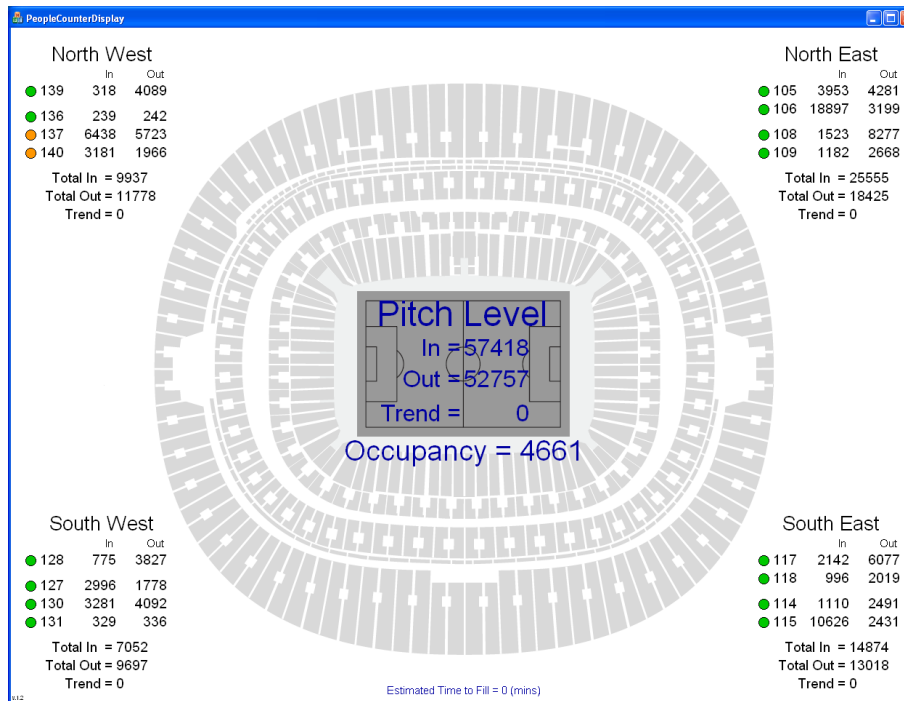 PeopleCounterDisplay
North West
In Out
139 318 4089
136 239 242
137 6438 5723
140 3181 1966
Total In = 9937
Total Out = 11778
Trend = 0
North East
In Out
105 3953 4281
106 18897 3199
108 1523 8277
109 1182 2668
Total In = 25555
Total Out = 18425
Trend = 0
Pitch Level
In = 57418
Out = 52757
Trend = 0
Occupancy = 4661
South West
In Out
128 775 3827
127 2996 1778
130 3281 4092
131 329 336
Total In = 7052
Total Out = 9697
Trend = 0
South East
In Out
117 2142 6077
118 996 2019
114 1110 2491
115 10626 2431
Total In = 14874
Total Out = 13018
Trend = 0
Estimated Time to Fill = 0 (mins)
v.1.2